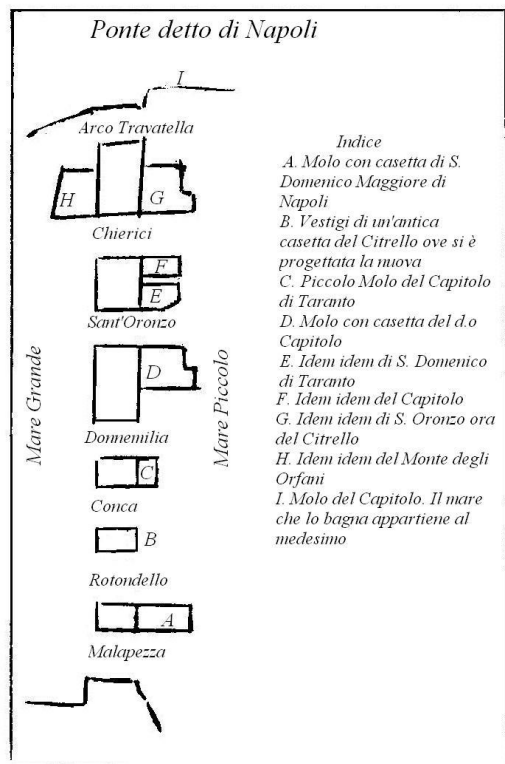 Ponte detto di Napoli
I
Arco Travatella
H
G
Chierici
F
E
Sant'Oronzo
D
Donnemilia
Mare Grande
Mare Piccolo
C
Conca
B
Rotondello
A
Malapezza
Indice
A. Molo con casetta di S.
Domenico Maggiore di
Napoli
B. Vestigi di un'antica
casetta del Citrello ove si è
progettata la nuova
C. Piccolo Molo del Capitolo
di Taranto
D. Molo con casetta del d.o
Capitolo
E. Idem idem di S. Domenico
di Taranto
F. Idem idem del Capitolo
G. Idem idem di S. Oronzo ora
del Citrello
H. Idem idem del Monte degli
Orfani
I. Molo del Capitolo. Il mare
che lo bagna appartiene al
medesimo